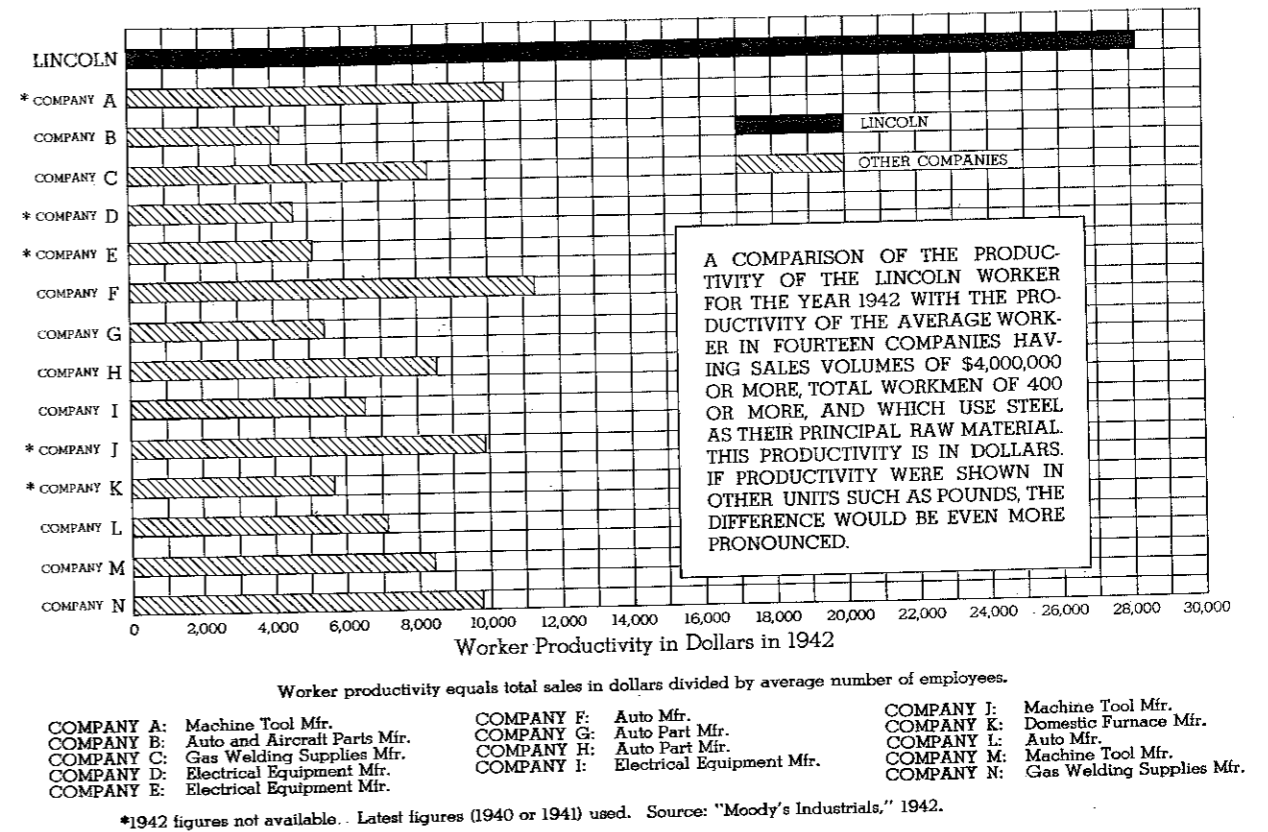 LINCOLN
* COMPANY A
COMPANY B
COMPANY C
* COMPANY D
* COMPANY E
COMPANY F
COMPANY G
COMPANY H
COMPANY I
* COMPANY J
* COMPANY K
COMPANY L
COMPANY M
COMPANY N
LINCOLN
OTHER COMPANIES
A COMPARISON OF THE PRODUC-
TIVITY OF THE LINCOLN WORKER
FOR THE YEAR 1942 WITH THE PRO-
DUCTIVITY OF THE AVERAGE WORK-
ER IN FOURTEEN COMPANIES HAV-
ING SALES VOLUMES OF $4,000,000
OR MORE, TOTAL WORKMEN OF 400
OR MORE, AND WHICH USE STEEL
AS THEIR PRINCIPAL RAW MATERIAL.
THIS PRODUCTIVITY IS IN DOLLARS.
IF PRODUCTIVITY WERE SHOWN IN
OTHER UNITS SUCH AS POUNDS, THE
DIFFERENCE WOULD BE EVEN MORE
PRONOUNCED.
0 2,000 4,000 6,000 8,000 10,000 12,000 14,000 16,000 18,000 20,000 22,000 24,000 26,000 28,000 30,000
Worker Productivity in Dollars in 1942
Worker productivity equals total sales in dollars divided by average number of employees.
COMPANY A: Machine Tool Mfr.
COMPANY B: Auto and Aircraft Parts Mfr.
COMPANY C: Gas Welding Supplies Mfr.
COMPANY D: Electrical Equipment Mfr.
COMPANY E: Electrical Equipment Mfr.
COMPANY F: Auto Mfr.
COMPANY G: Auto Part Mfr.
COMPANY H: Auto Part Mfr.
COMPANY I: Electrical Equipment Mfr.
COMPANY J: Machine Tool Mfr.
COMPANY K: Domestic Furnace Mfr.
COMPANY L: Auto Mfr.
COMPANY M: Machine Tool Mfr.
COMPANY N: Gas Welding Supplies Mfr.
*1942 figures not available. Latest figures (1940 or 1941) used. Source: "Moody's Industrials," 1942.